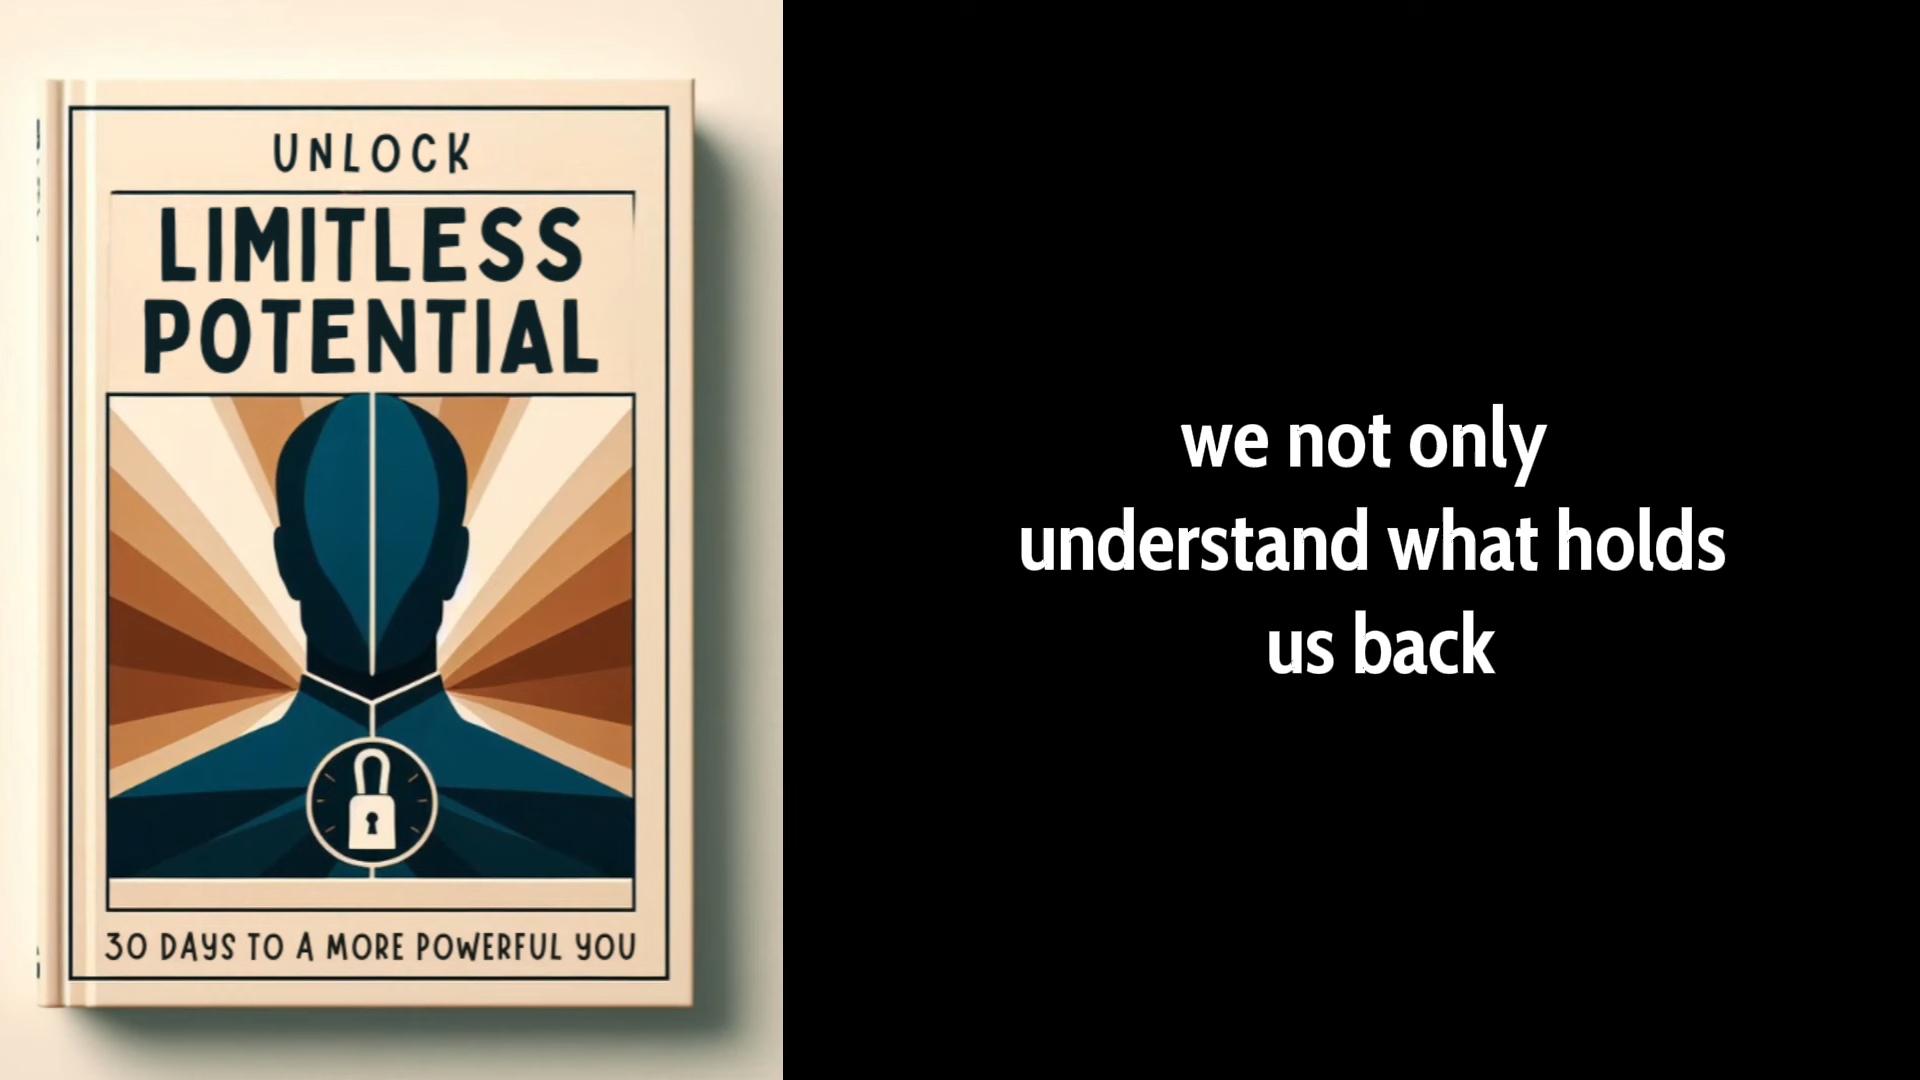 UNLOCK
LIMITLESS
POTENTIAL
30 DAYS TO A MORE POWERFUL YOU
we not only
understand what holds
us back